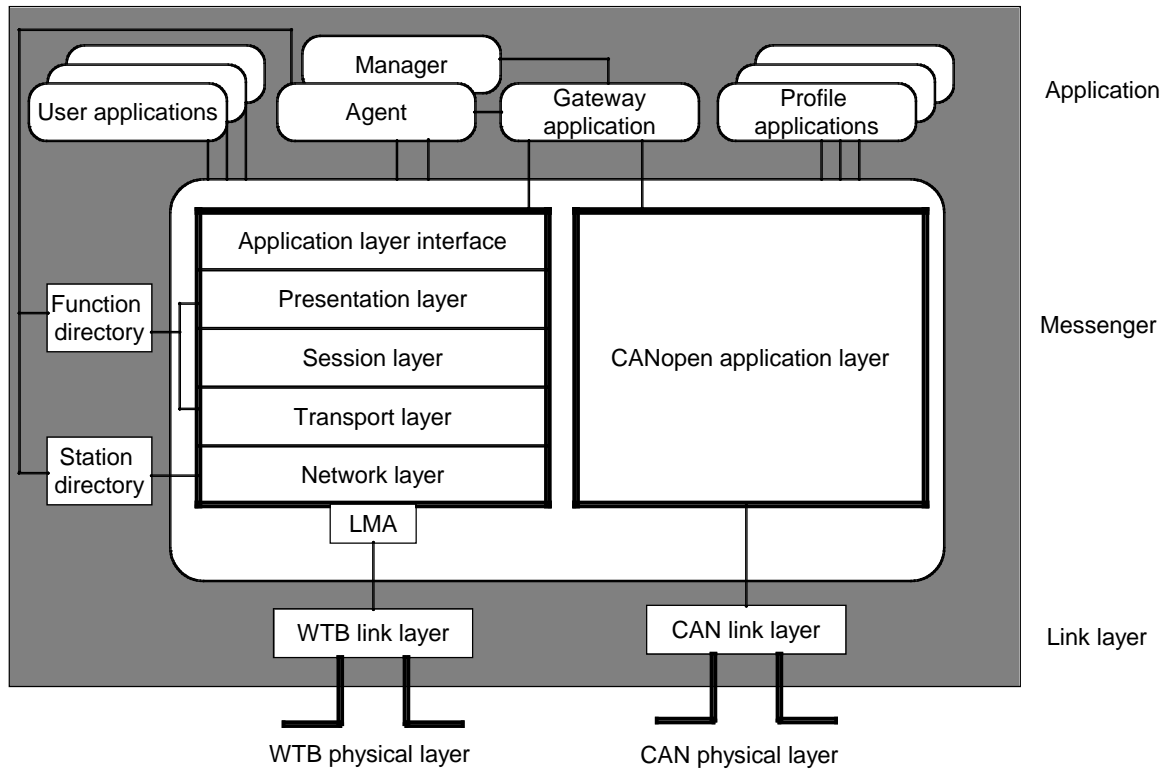 Manager
Application
User applications
Agent
Gateway
application
Profile
applications
Application layer interface
Presentation layer
Function
directory
Messenger
Session layer
CANopen application layer
Transport layer
Station
directory
Network layer
LMA
WTB link layer
CAN link layer
Link layer
WTB physical layer
CAN physical layer